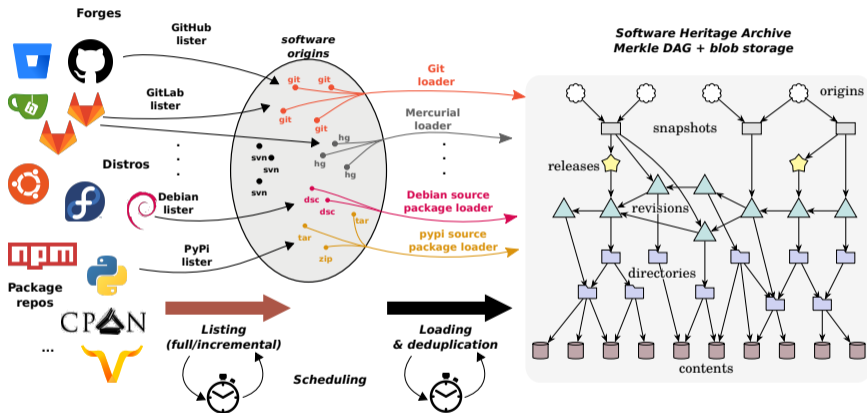 Forges
GitHub
lister
software
origins
Software Heritage Archive
Merkle DAG + blob storage
git
git
git
git
Git
loader
GitLab
lister
hg
hg
hg
Mercurial
loader
svn
svn
svn
Distros
Debian
lister
dsc
dsc
Debian source
package loader
tar
tar
zip
pypi source
package loader
npm
PyPi
lister
Package
repos
CPAN
...
Listing
(full/incremental)
Loading
& deduplication
Scheduling
origins
snapshots
releases
revisions
directories
contents